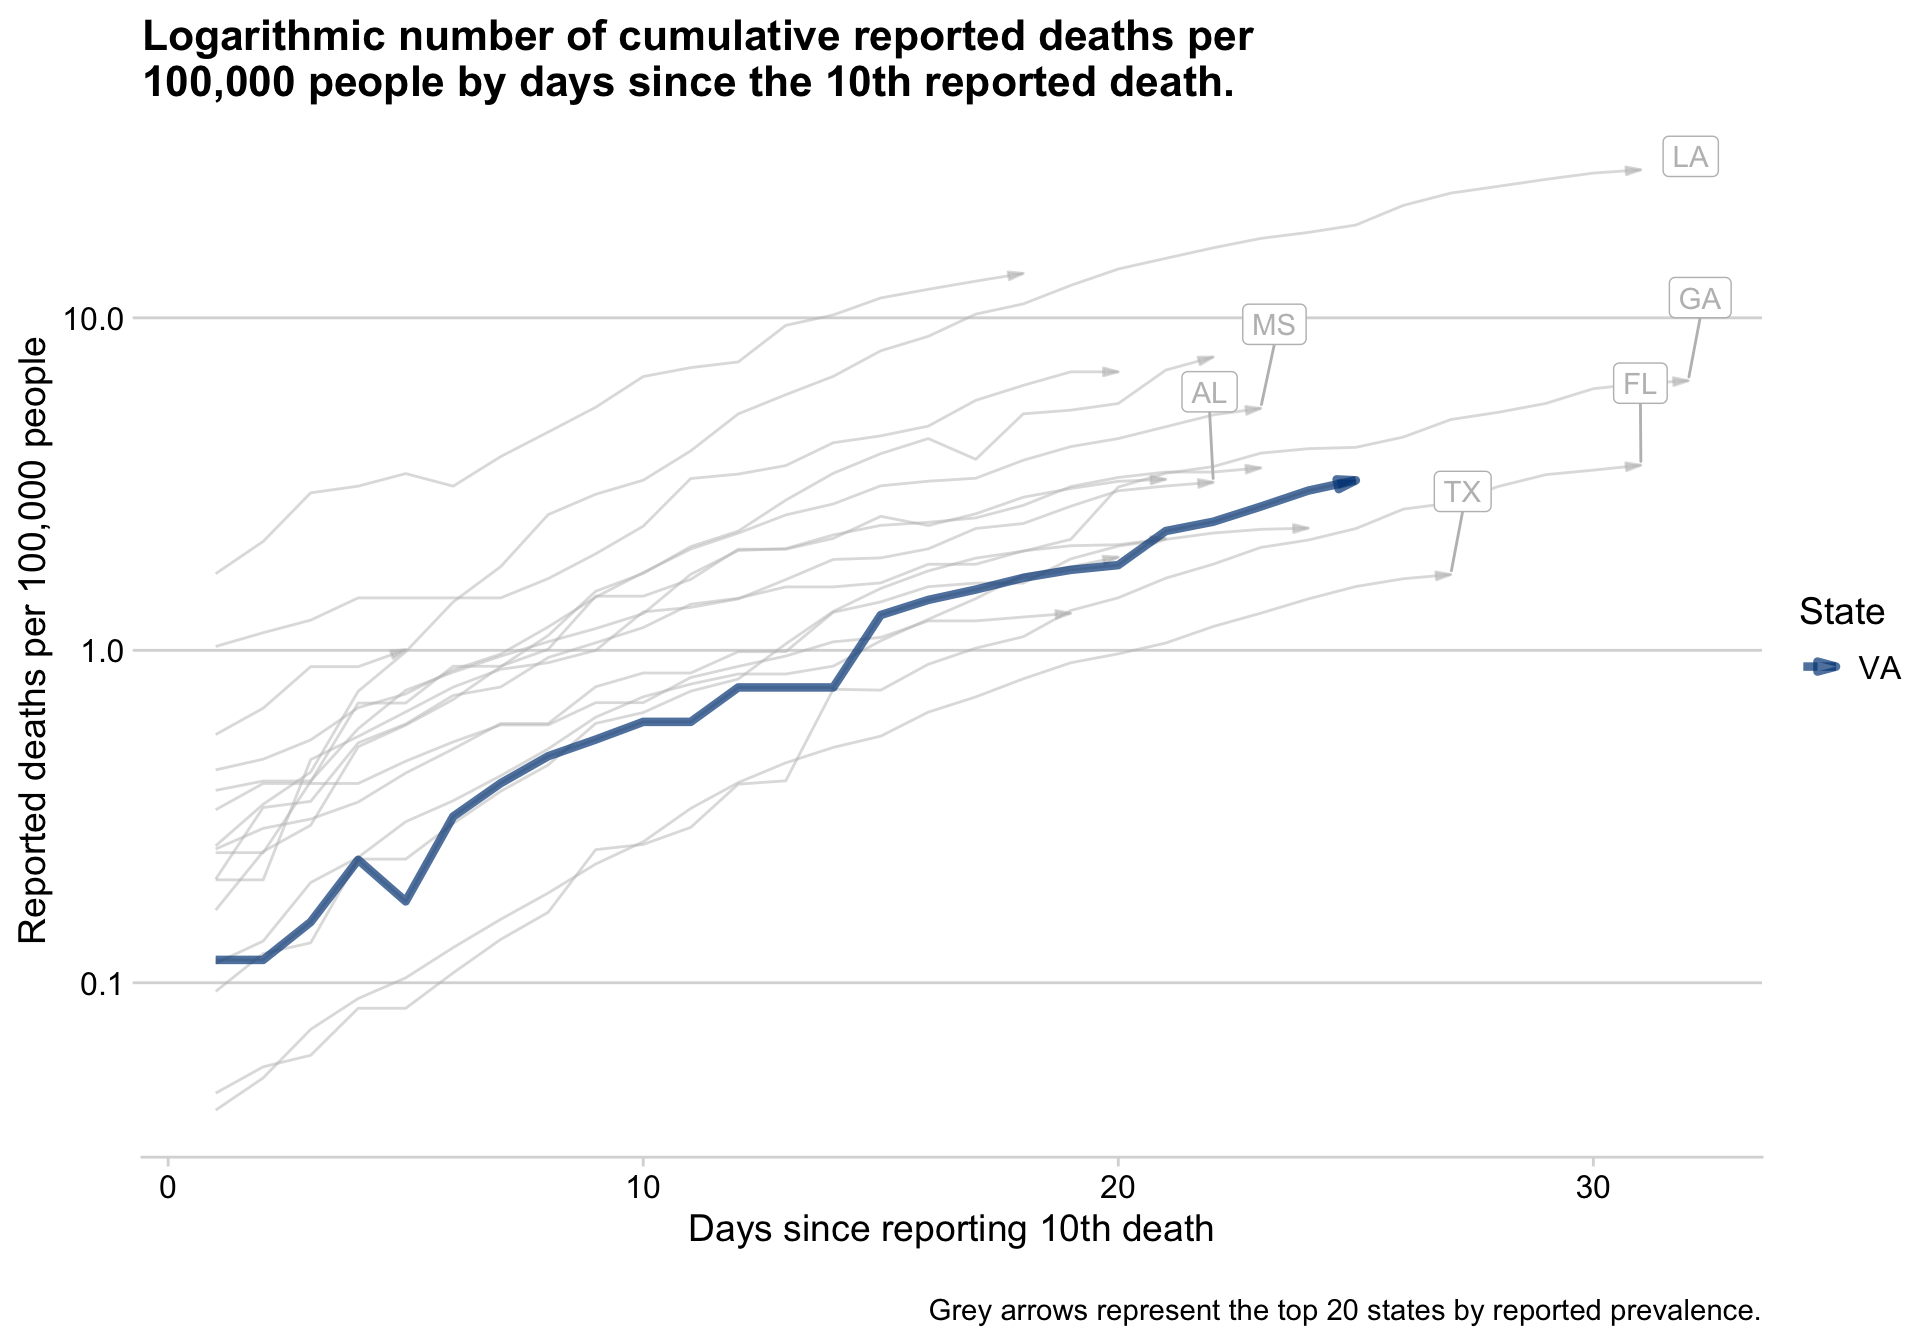 Logarithmic number of cumulative reported deaths per
100,000 people by days since the 10th reported death.
LA
GA
MS
FL
AL
TX
10.0
1.0
0.1
Reported deaths per 100,000 people
0 10 20 30
Days since reporting 10th death
State
VA
Grey arrows represent the top 20 states by reported prevalence.